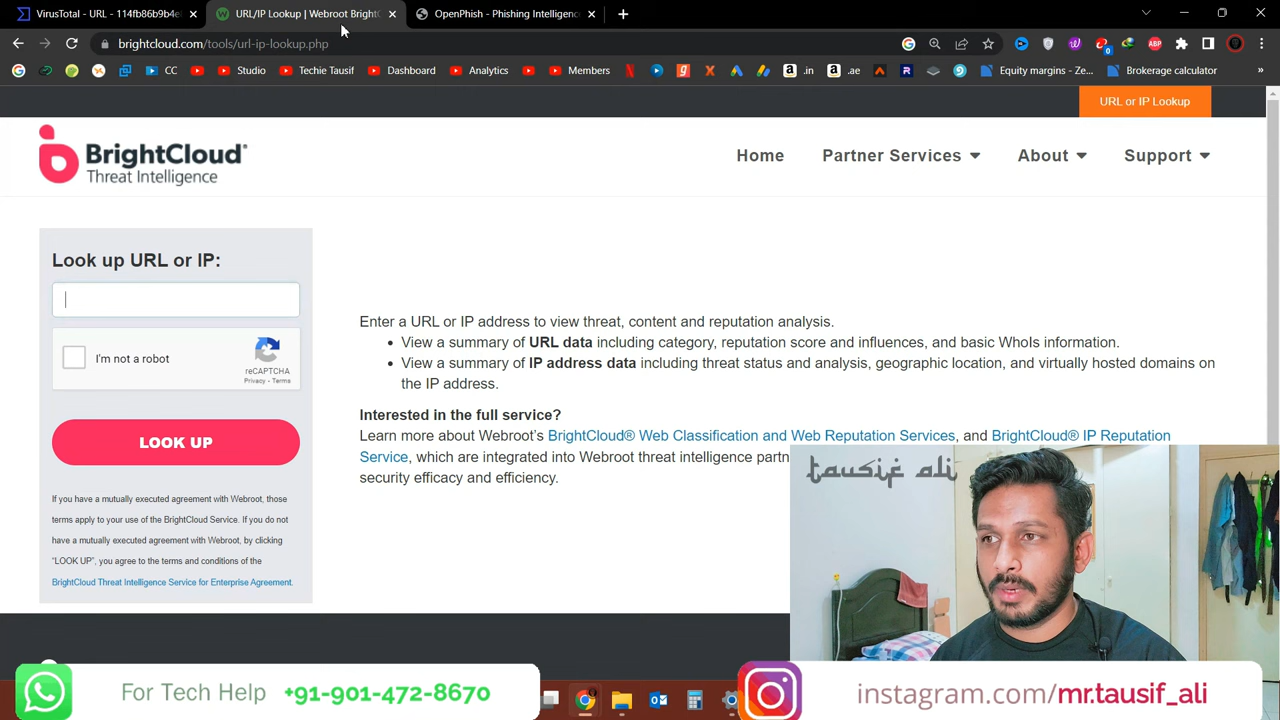 VirusTotal - URL - 114fb86b9b4e
URL/IP Lookup | Webroot BrightC
OpenPhish - Phishing Intelligence
brightcloud.com/tools/url-ip-lookup.php
CC
Studio
Techie Tausif
Dashboard
Analytics
Members
.in
.ae
Equity margins - Ze...
Brokerage calculator
»
URL or IP Lookup
BrightCloud®
Threat Intelligence
Home
Partner Services
About
Support
Look up URL or IP:
I'm not a robot
reCAPTCHA
Privacy - Terms
LOOK UP
If you have a mutually executed agreement with Webroot, those
terms apply to your use of the BrightCloud Service. If you do not
have a mutually executed agreement with Webroot, by clicking
"LOOK UP", you agree to the terms and conditions of the
BrightCloud Threat Intelligence Service for Enterprise Agreement.
Enter a URL or IP address to view threat, content and reputation analysis.
• View a summary of URL data including category, reputation score and influences, and basic WhoIs information.
• View a summary of IP address data including threat status and analysis, geographic location, and virtually hosted domains on
the IP address.
Interested in the full service?
Learn more about Webroot's BrightCloud® Web Classification and Web Reputation Services, and BrightCloud® IP Reputation
Service, which are integrated into Webroot threat intelligence partn
security efficacy and efficiency.
tausif ali
For Tech Help +91-901-472-8670
instagram.com/mr.tausif_ali